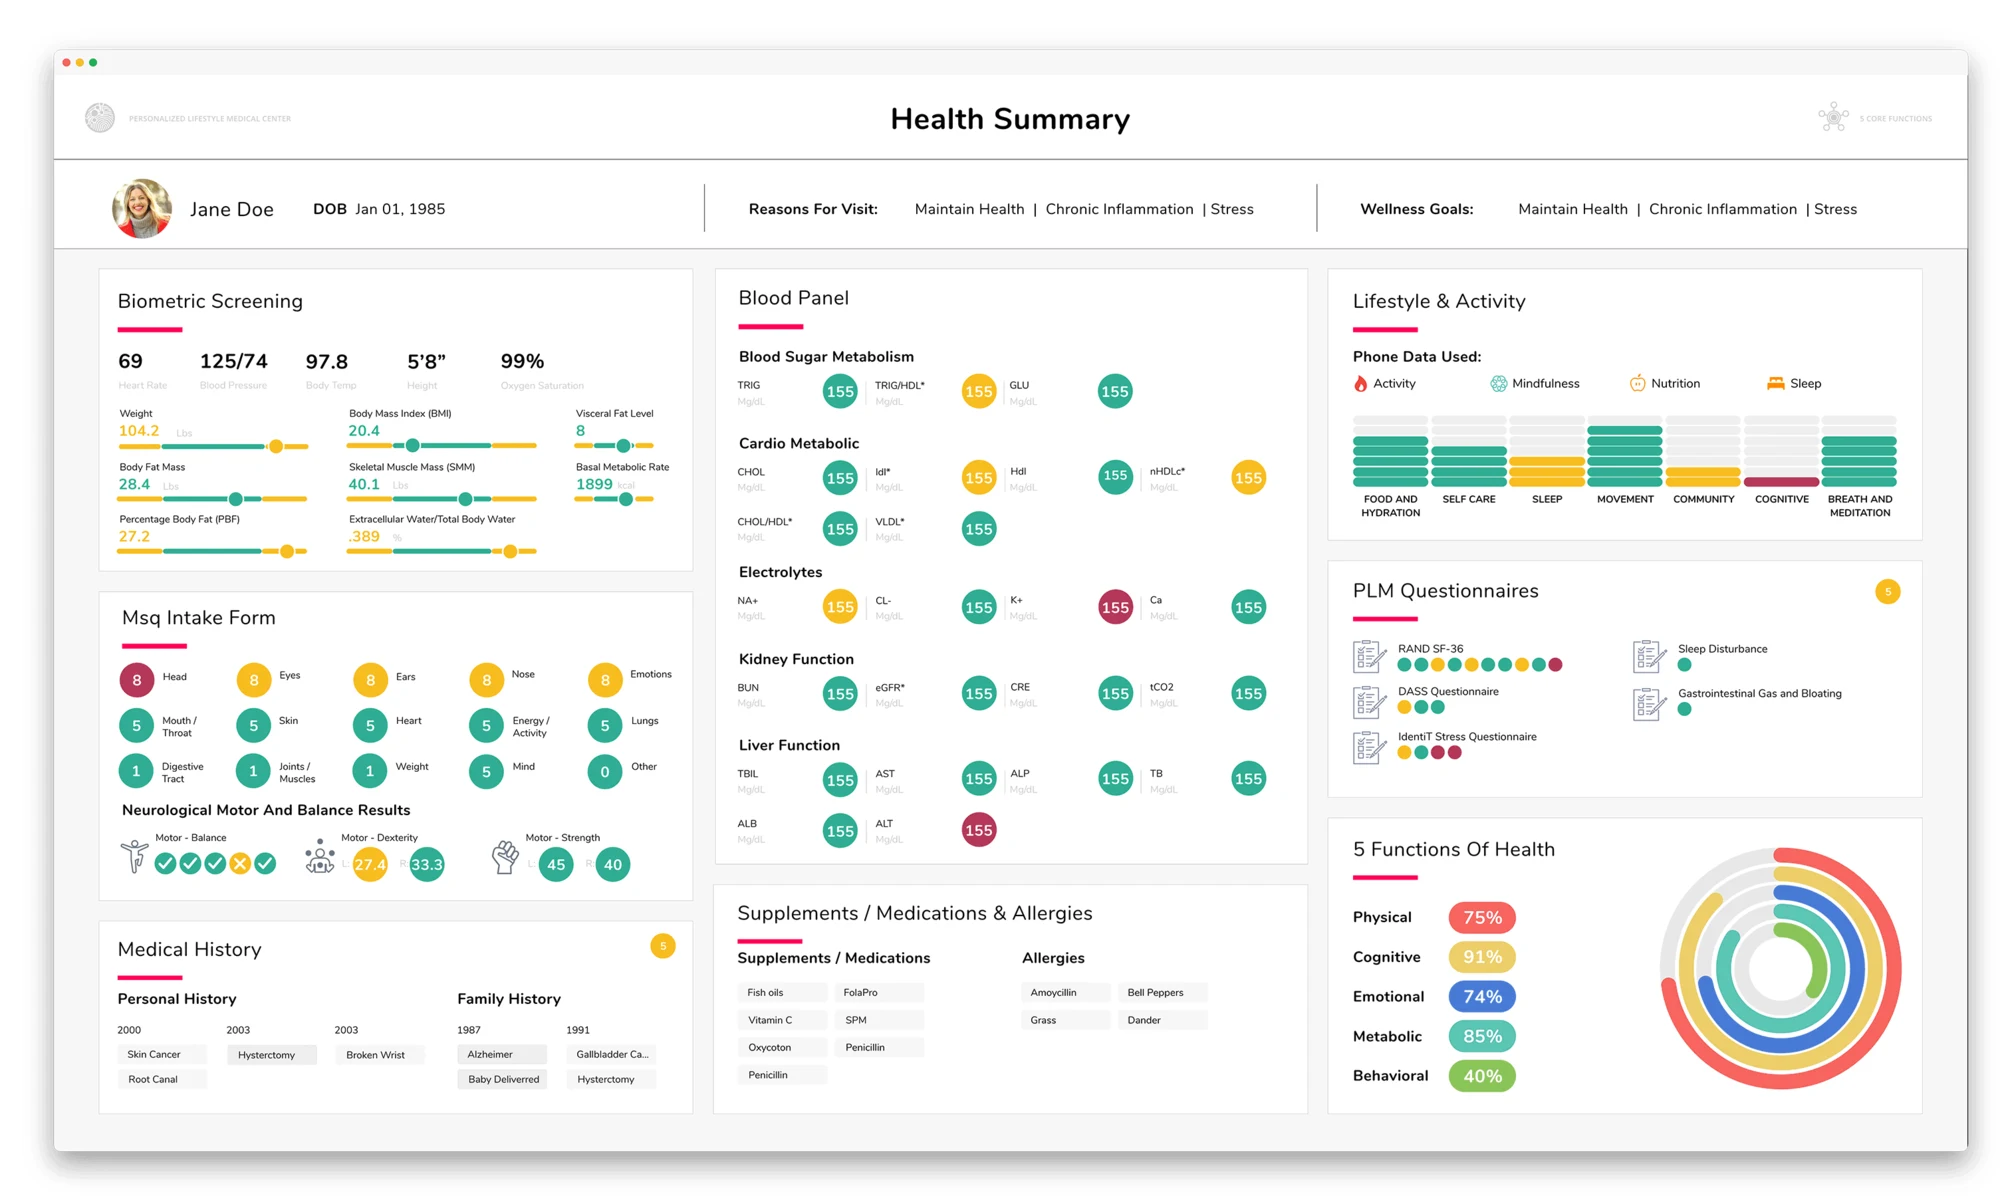 PERSONALIZED LIFESTYLE MEDICAL CENTER
Health Summary
5 CORE FUNCTIONS
Jane Doe
DOB Jan 01, 1985
Reasons For Visit: Maintain Health | Chronic Inflammation | Stress
Wellness Goals: Maintain Health | Chronic Inflammation | Stress
Biometric Screening
69
Heart Rate
125/74
Blood Pressure
97.8
Body Temp
5’8”
Height
99%
Oxygen Saturation
Weight
104.2 Lbs
Body Mass Index (BMI)
20.4
Visceral Fat Level
8
Body Fat Mass
28.4 Lbs
Skeletal Muscle Mass (SMM)
40.1 Lbs
Basal Metabolic Rate
1899 kcal
Percentage Body Fat (PBF)
27.2
Extracellular Water/Total Body Water
.389 %
Msq Intake Form
8 Head
8 Eyes
8 Ears
8 Nose
8 Emotions
5 Mouth /
Throat
5 Skin
5 Heart
5 Energy /
Activity
5 Lungs
1 Digestive
Tract
1 Joints /
Muscles
1 Weight
5 Mind
0 Other
Neurological Motor And Balance Results
Motor - Balance
Motor - Dexterity
L: 27.4 R: 33.3
Motor - Strength
L: 45 R: 40
Medical History
5
Personal History
2000
Skin Cancer
Root Canal
2003
Hysterctomy
2003
Broken Wrist
Family History
1987
Alzheimer
Baby Deliverred
1991
Gallbladder Ca...
Hysterctomy
Blood Panel
Blood Sugar Metabolism
TRIG 155
Mg/dL
TRIG/HDL* 155
Mg/dL
GLU 155
Mg/dL
Cardio Metabolic
CHOL 155
Mg/dL
ldl* 155
Mg/dL
Hdl 155
Mg/dL
nHDLc* 155
Mg/dL
CHOL/HDL* 155
Mg/dL
VLDL* 155
Mg/dL
Electrolytes
NA+ 155
Mg/dL
CL- 155
Mg/dL
K+ 155
Mg/dL
Ca 155
Mg/dL
Kidney Function
BUN 155
Mg/dL
eGFR* 155
Mg/dL
CRE 155
Mg/dL
tCO2 155
Mg/dL
Liver Function
TBIL 155
Mg/dL
AST 155
Mg/dL
ALP 155
Mg/dL
TB 155
Mg/dL
ALB 155
Mg/dL
ALT 155
Mg/dL
Supplements / Medications & Allergies
Supplements / Medications
Fish oils
FolaPro
Vitamin C
SPM
Oxycoton
Penicillin
Penicillin
Allergies
Amoycillin
Bell Peppers
Grass
Dander
Lifestyle & Activity
Phone Data Used:
Activity
Mindfulness
Nutrition
Sleep
FOOD AND
HYDRATION
SELF CARE
SLEEP
MOVEMENT
COMMUNITY
COGNITIVE
BREATH AND
MEDITATION
PLM Questionnaires
5
RAND SF-36
Sleep Disturbance
DASS Questionnaire
Gastrointestinal Gas and Bloating
IdentiT Stress Questionnaire
5 Functions Of Health
Physical 75%
Cognitive 91%
Emotional 74%
Metabolic 85%
Behavioral 40%